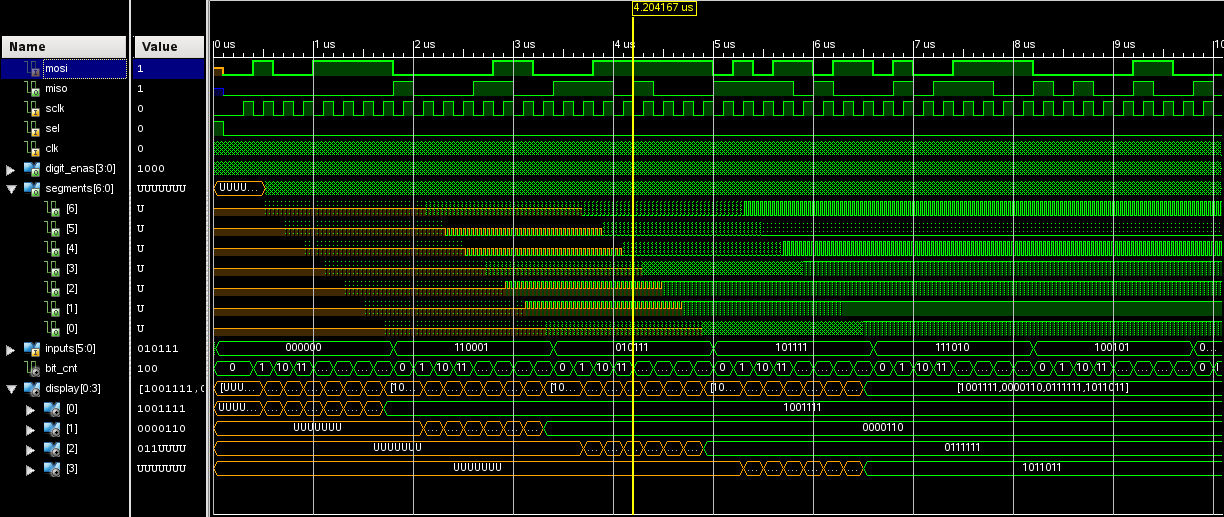 4.204167 us
Name Value 0 us 1 us 2 us 3 us 4 us 5 us 6 us 7 us 8 us 9 us 10
mosi 1
miso 1
sclk 0
sel 0
clk 0
digit_enas[3:0] 1000
segments[6:0] UUUUUUU UUUU...
[6] U
[5] U
[4] U
[3] U
[2] U
[1] U
[0] U
inputs[5:0] 010111 000000 110001 010111 101111 111010 100101 0...
bit_cnt 100 0 1 10 11 0 1 10 11 0 1 10 11 0 1 10 11 0 1 10 11 0 1 10 11 0
display[0:3] [1001111,0 [UUU... [10... [10... [10... [1001111,0000110,0111111,1011011]
[0] 1001111 UUUU... 1001111
[1] 0000110 UUUUUUU 0000110
[2] 011UUUU UUUUUUU 0111111
[3] UUUUUUU UUUUUUU 1011011